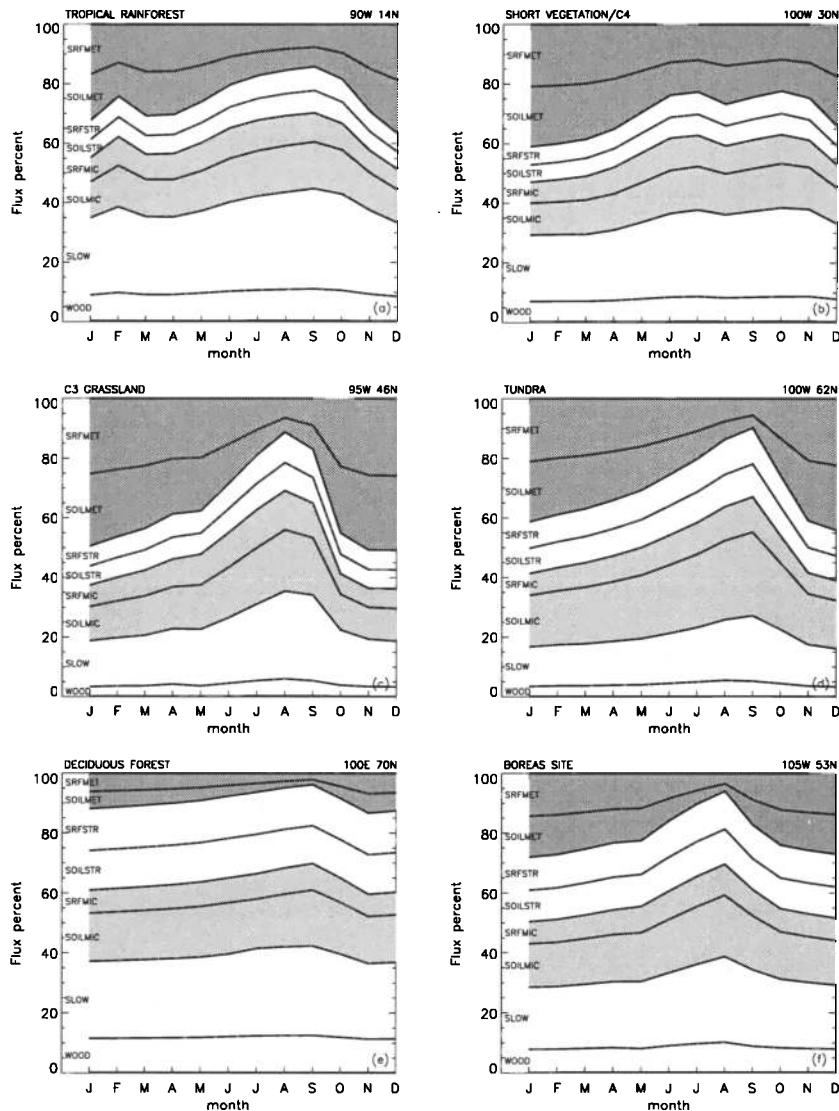 TROPICAL RAINFOREST 90W 14N
100
80
60
40
20
0
Flux percent
SRFMET
SOILMET
SRFSTR
SOILSTR
SRFMIC
SOILMIC
SLOW
WOOD
(a)
J F M A M J J A S O N D
month
SHORT VEGETATION/C4 100W 30N
100
80
60
40
20
0
Flux percent
SRFMET
SOILMET
SRFSTR
SOILSTR
SRFMIC
SOILMIC
SLOW
WOOD
(b)
J F M A M J J A S O N D
month
C3 GRASSLAND 95W 46N
100
80
60
40
20
0
Flux percent
SRFMET
SOILMET
SRFSTR
SOILSTR
SRFMIC
SOILMIC
SLOW
WOOD
(c)
J F M A M J J A S O N D
month
TUNDRA 100W 62N
100
80
60
40
20
0
Flux percent
SRFMET
SOILMET
SRFSTR
SOILSTR
SRFMIC
SOILMIC
SLOW
WOOD
(d)
J F M A M J J A S O N D
month
DECIDUOUS FOREST 100E 70N
100
80
60
40
20
0
Flux percent
SRFMET
SOILMET
SRFSTR
SOILSTR
SRFMIC
SOILMIC
SLOW
WOOD
(e)
J F M A M J J A S O N D
month
BOREAS SITE 105W 53N
100
80
60
40
20
0
Flux percent
SRFMET
SOILMET
SRFSTR
SOILSTR
SRFMIC
SOILMIC
SLOW
WOOD
(f)
J F M A M J J A S O N D
month